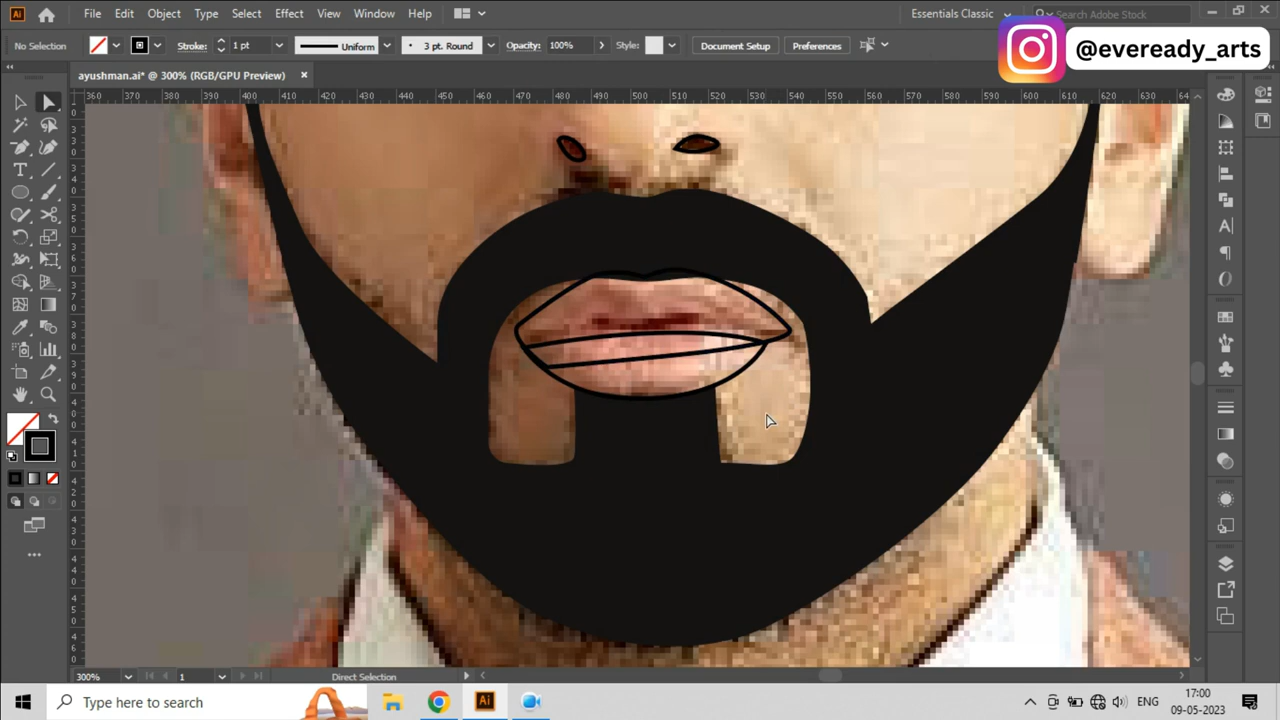 Ai File Edit Object Type Select Effect View Window Help Essentials Classic Search Adobe Stock
@eveready_arts
No Selection Stroke: 1 pt Uniform 3 pt. Round Opacity: 100% Style: Document Setup Preferences
ayushman.ai* @ 300% (RGB/GPU Preview) ×
360 370 380 390 400 410 420 430 440 450 460 470 480 490 500 510 520 530 540 550 560 570 580 590 600 610 620 630 64
300% 1 Direct Selection
Type here to search
Ai
ENG
17:00
09-05-2023